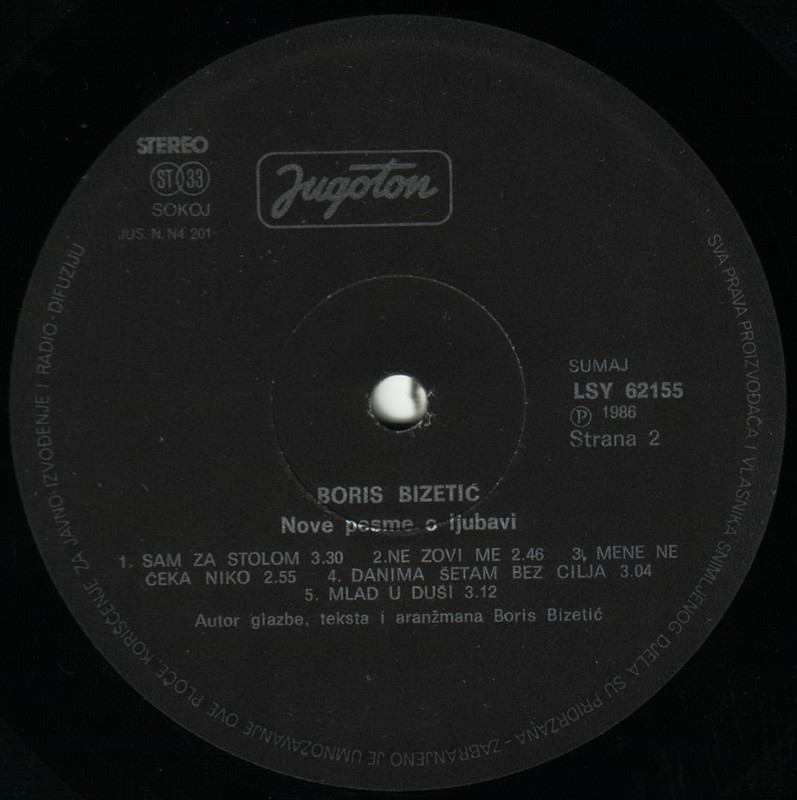 STEREO
ST 33
SOKOJ
JUS. N. N4 201
Jugoton
SUMAJ
LSY 62155
Ⓟ 1986
Strana 2
BORIS BIZETIĆ
Nove pesme o ljubavi
1. SAM ZA STOLOM 3.30 2.NE ZOVI ME 2.46 3. MENE NE
ČEKA NIKO 2.55 4. DANIMA ŠETAM BEZ CILJA 3.04
5. MLAD U DUŠI 3.12
Autor glazbe, teksta i aranžmana Boris Bizetić
SVA PRAVA PROIZVOĐAČA I VLASNIKA SNIMLJENOG DJELA SU PIDRŽANA - ZABRANJENO JE UMNOŽAVANJE OVE PLOČE, KORIŠĆENJE ZA JAVNO IZVOĐENJE I RADIO-DIFUZIJU